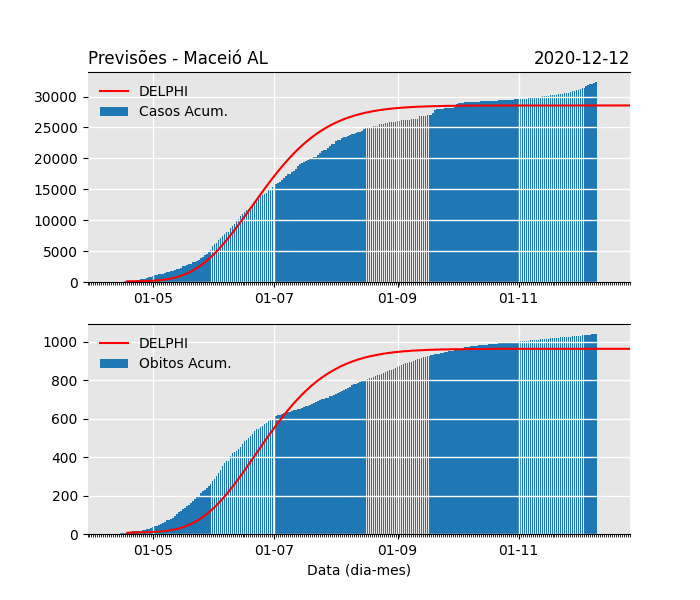 Previsões - Maceió AL 2020-12-12
DELPHI
Casos Acum.
30000
25000
20000
15000
10000
5000
0
01-05 01-07 01-09 01-11
DELPHI
Obitos Acum.
1000
800
600
400
200
0
01-05 01-07 01-09 01-11
Data (dia-mes)